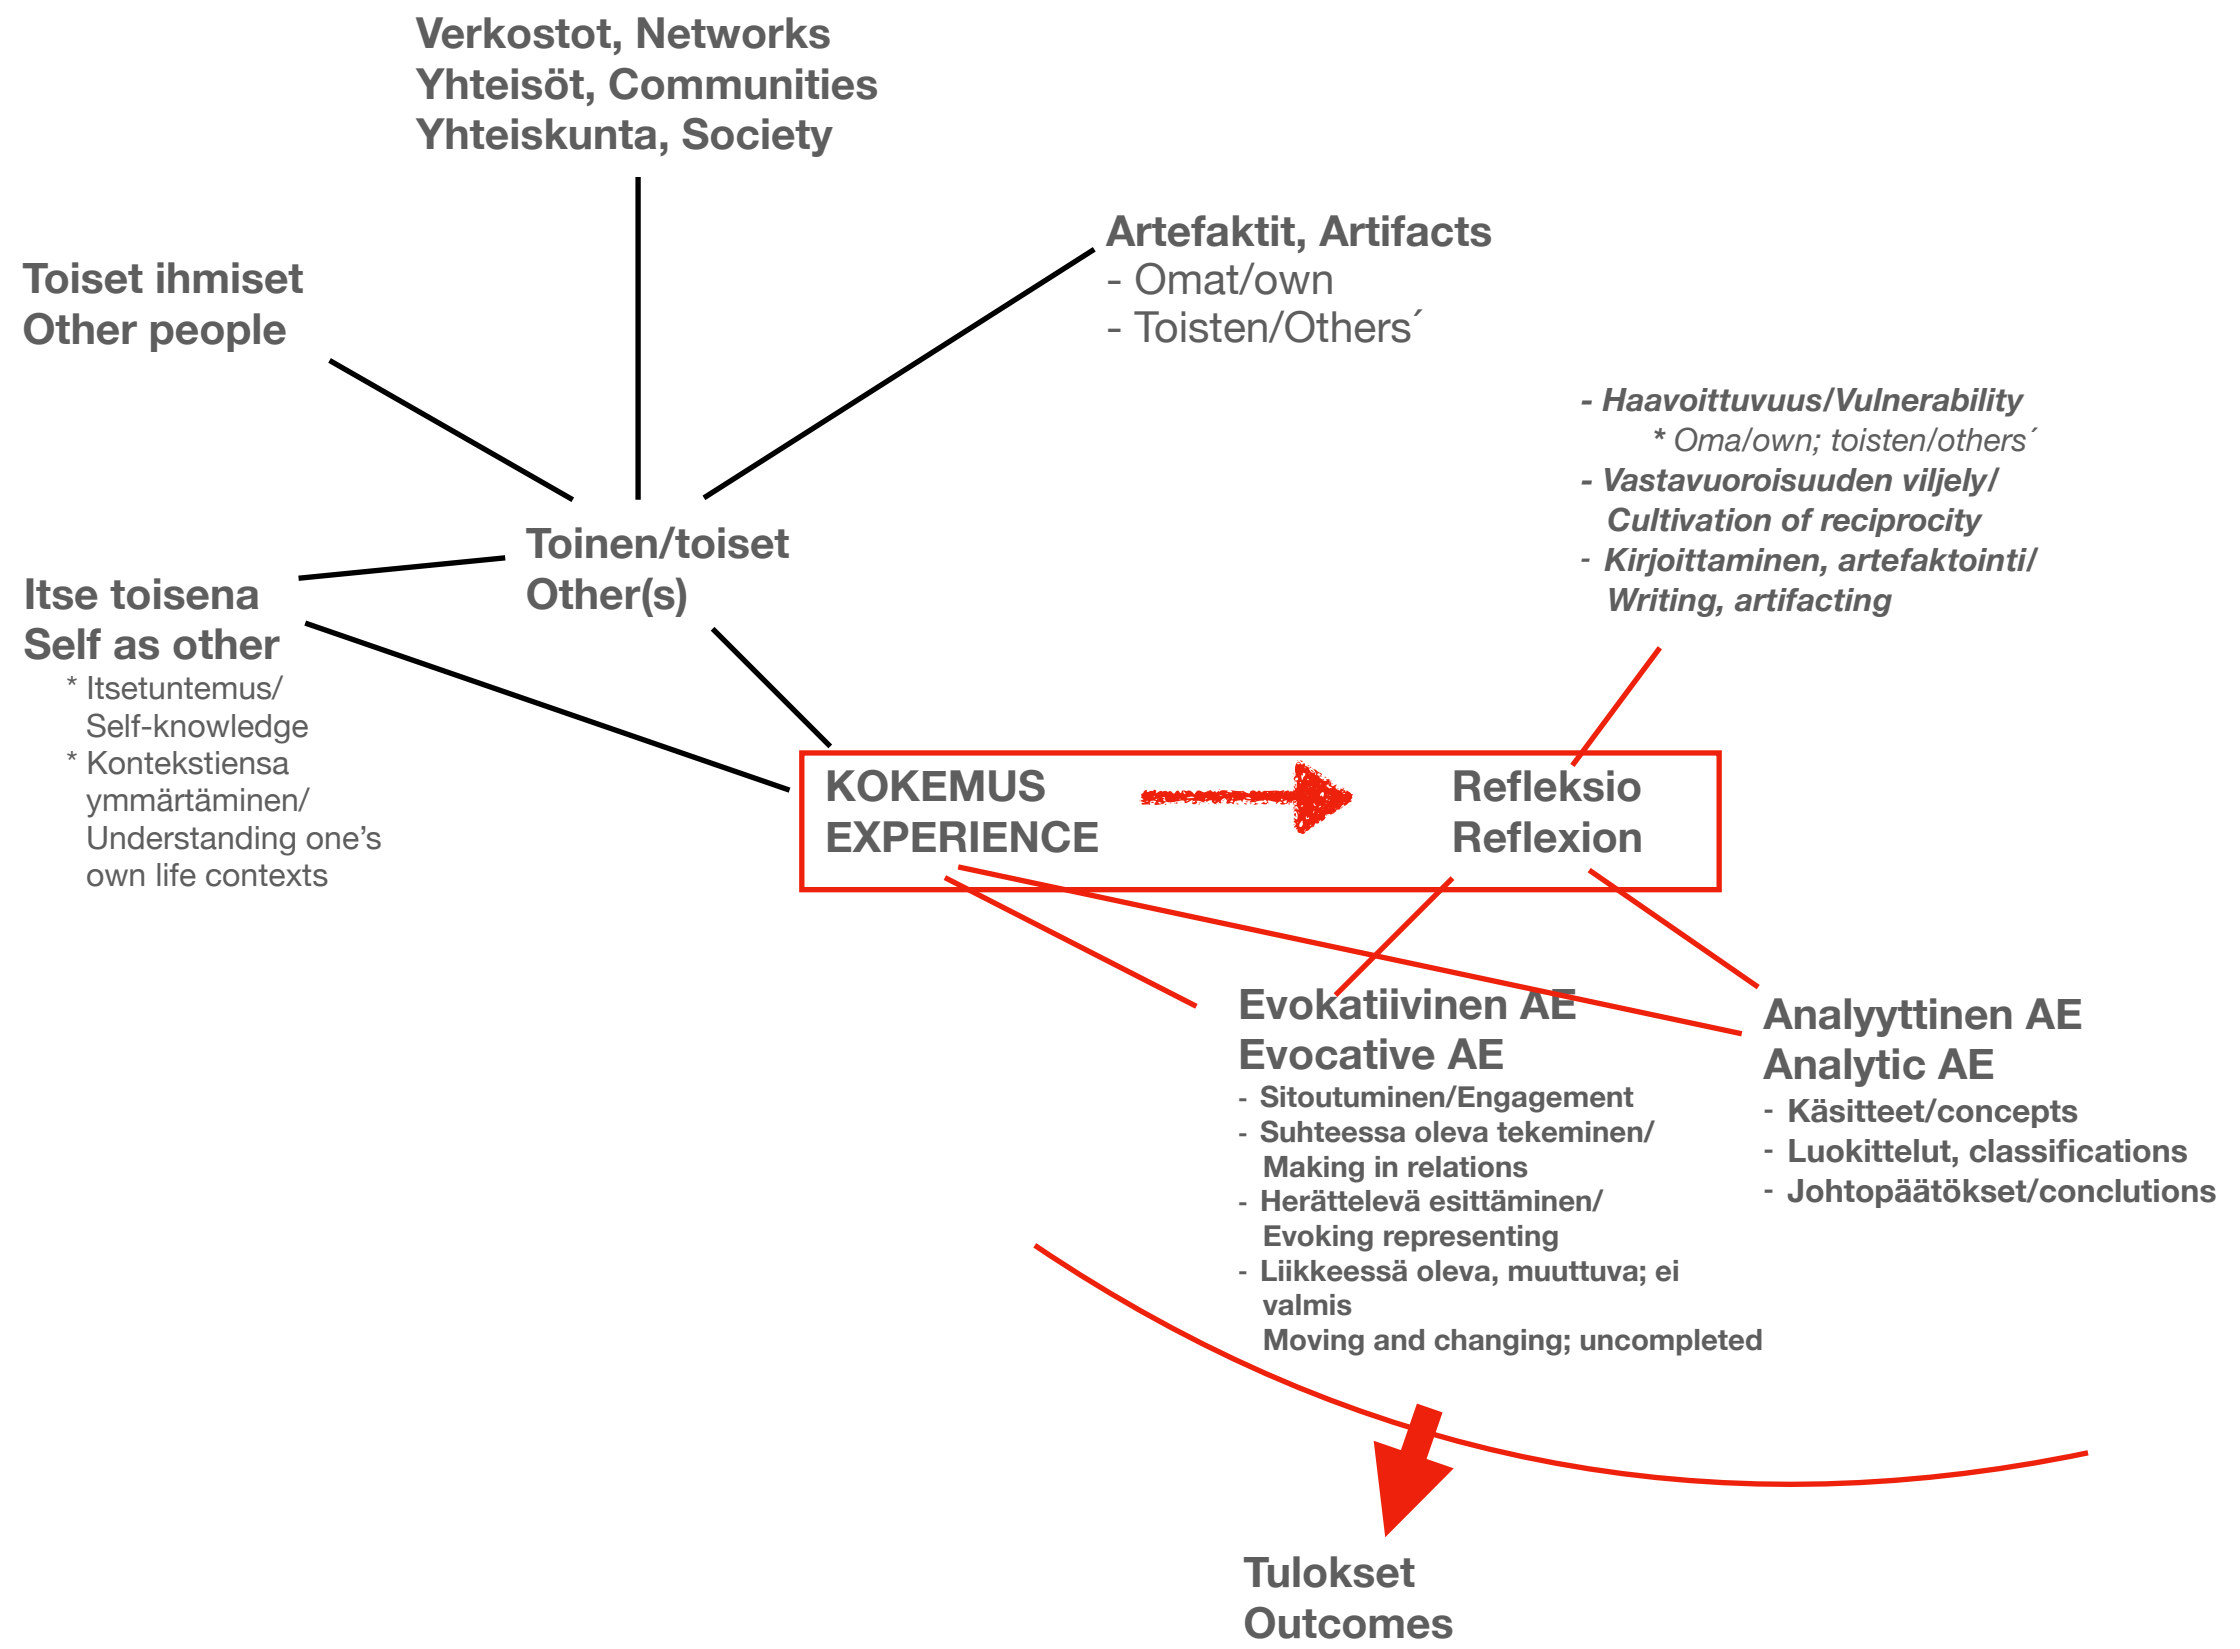 Verkostot, Networks
Yhteisöt, Communities
Yhteiskunta, Society
Artefaktit, Artifacts
- Omat/own
- Toisten/Others´
Toiset ihmiset
Other people
- Haavoittuvuus/Vulnerability
* Oma/own; toisten/others´
- Vastavuoroisuuden viljely/
Cultivation of reciprocity
- Kirjoittaminen, artefaktointi/
Writing, artifacting
Toinen/toiset
Other(s)
Itse toisena
Self as other
* Itsetuntemus/
Self-knowledge
* Kontekstiensa
ymmärtäminen/
Understanding one’s
own life contexts
KOKEMUS
EXPERIENCE
Refleksio
Reflexion
Evokatiivinen AE
Evocative AE
- Sitoutuminen/Engagement
- Suhteessa oleva tekeminen/
Making in relations
- Herättelevä esittäminen/
Evoking representing
- Liikkeessä oleva, muuttuva; ei
valmis
Moving and changing; uncompleted
Analyyttinen AE
Analytic AE
- Käsitteet/concepts
- Luokittelut, classifications
- Johtopäätökset/conclutions
Tulokset
Outcomes